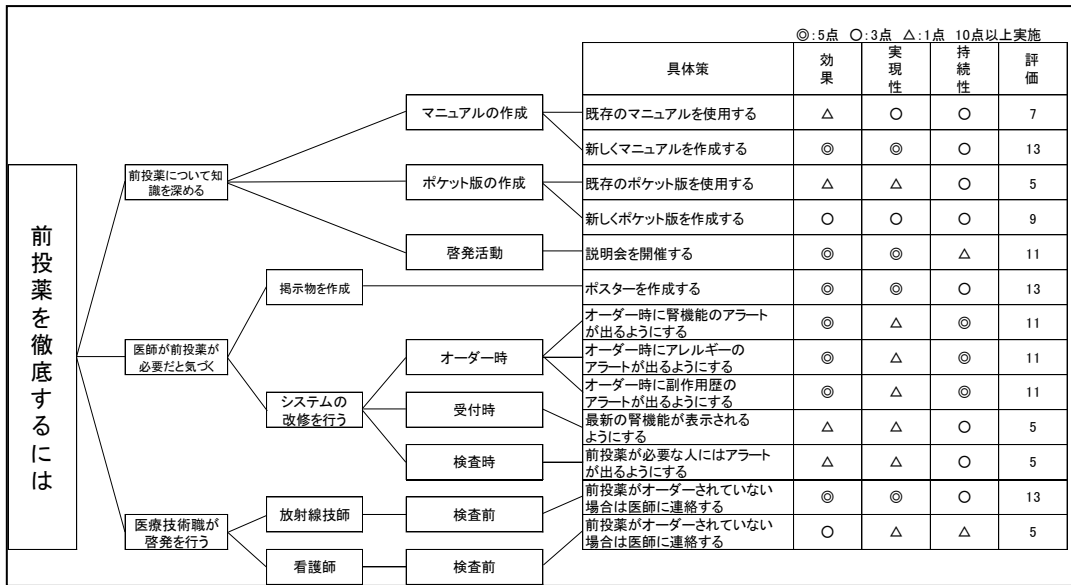 ◎:5点 ○:3点 △:1点 10点以上実施
具体策 効果 実現性 持続性 評価
前投薬を徹底するには
前投薬について知
識を深める
マニュアルの作成
既存のマニュアルを使用する △ ○ ○ 7
新しくマニュアルを作成する ◎ ◎ ○ 13
ポケット版の作成
既存のポケット版を使用する △ △ ○ 5
新しくポケット版を作成する ○ ○ ○ 9
啓発活動
説明会を開催する ◎ ◎ △ 11
医師が前投薬が
必要だと気づく
掲示物を作成
ポスターを作成する ◎ ◎ ○ 13
システムの
改修を行う
オーダー時
オーダー時に腎機能のアラート
が出るようにする ◎ △ ◎ 11
オーダー時にアレルギーの
アラートが出るようにする ◎ △ ◎ 11
オーダー時に副作用歴の
アラートが出るようにする ◎ △ ◎ 11
受付時
最新の腎機能が表示される
ようにする △ △ ○ 5
検査時
前投薬が必要な人にはアラート
が出るようにする △ △ ○ 5
医療技術職が
啓発を行う
放射線技師
検査前
前投薬がオーダーされていない
場合は医師に連絡する ◎ ◎ ○ 13
看護師
検査前
前投薬がオーダーされていない
場合は医師に連絡する ○ △ △ 5